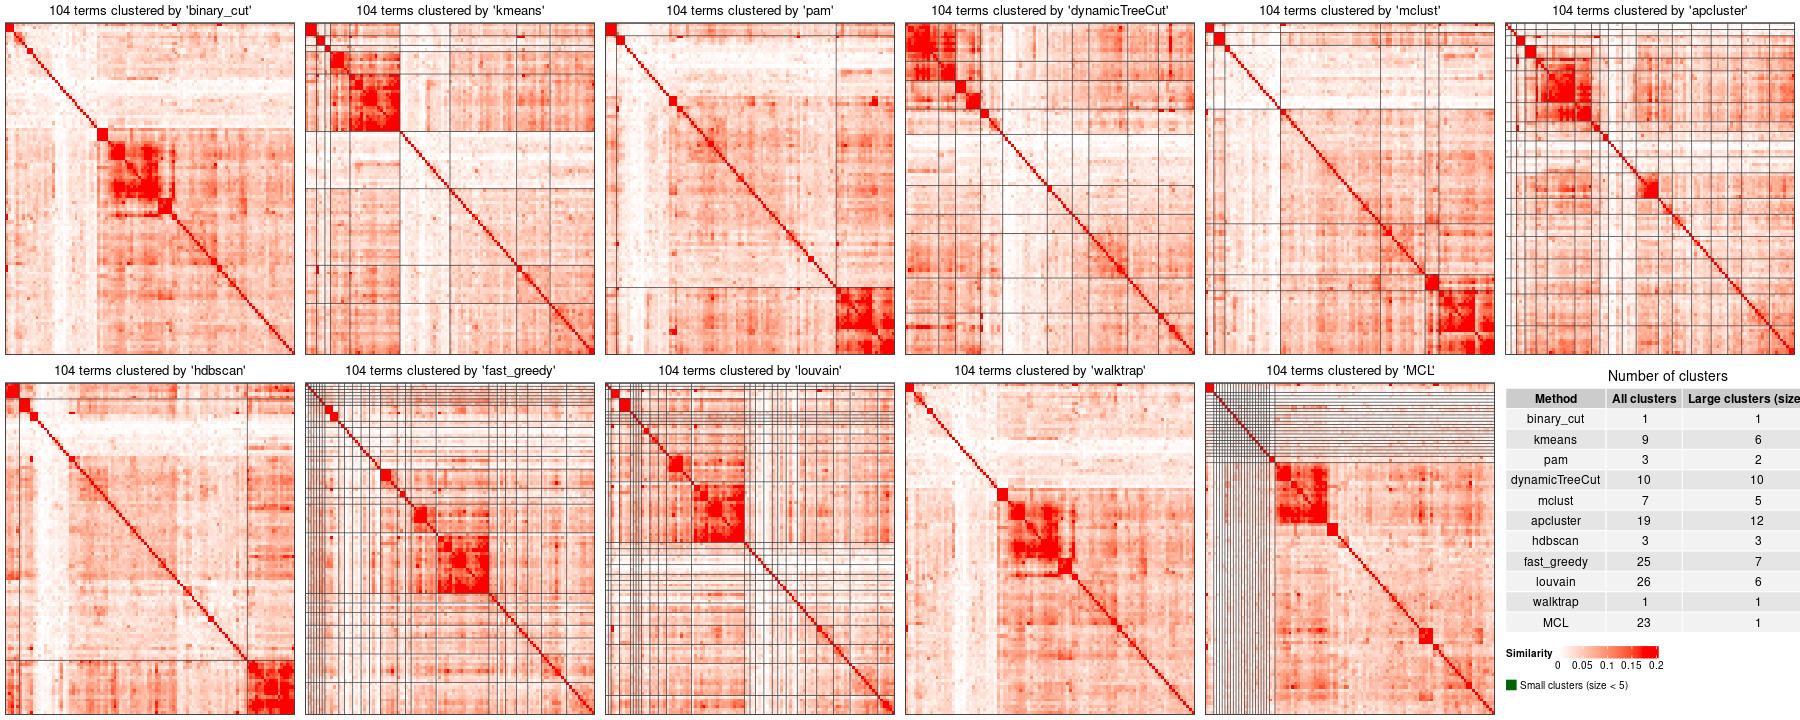 104 terms clustered by 'binary_cut'
104 terms clustered by 'kmeans'
104 terms clustered by 'pam'
104 terms clustered by 'dynamicTreeCut'
104 terms clustered by 'mclust'
104 terms clustered by 'apcluster'
104 terms clustered by 'hdbscan'
104 terms clustered by 'fast_greedy'
104 terms clustered by 'louvain'
104 terms clustered by 'walktrap'
104 terms clustered by 'MCL'
Number of clusters
Method All clusters Large clusters (size
binary_cut 1 1
kmeans 9 6
pam 3 2
dynamicTreeCut 10 10
mclust 7 5
apcluster 19 12
hdbscan 3 3
fast_greedy 25 7
louvain 26 6
walktrap 1 1
MCL 23 1
Similarity
0 0.05 0.1 0.15 0.2
Small clusters (size < 5)